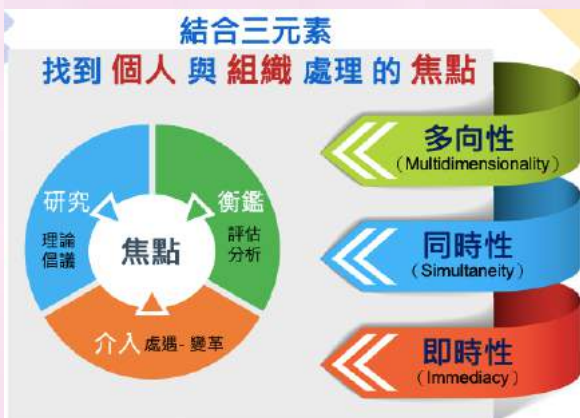 結合三元素
找到 個人 與 組織 處理 的 焦點
研究
理論
倡議
衡鑑
評估
分析
焦點
介入 處遇- 變革
多向性
（Multidimensionality）
同時性
（Simultaneity）
即時性
（Immediacy）